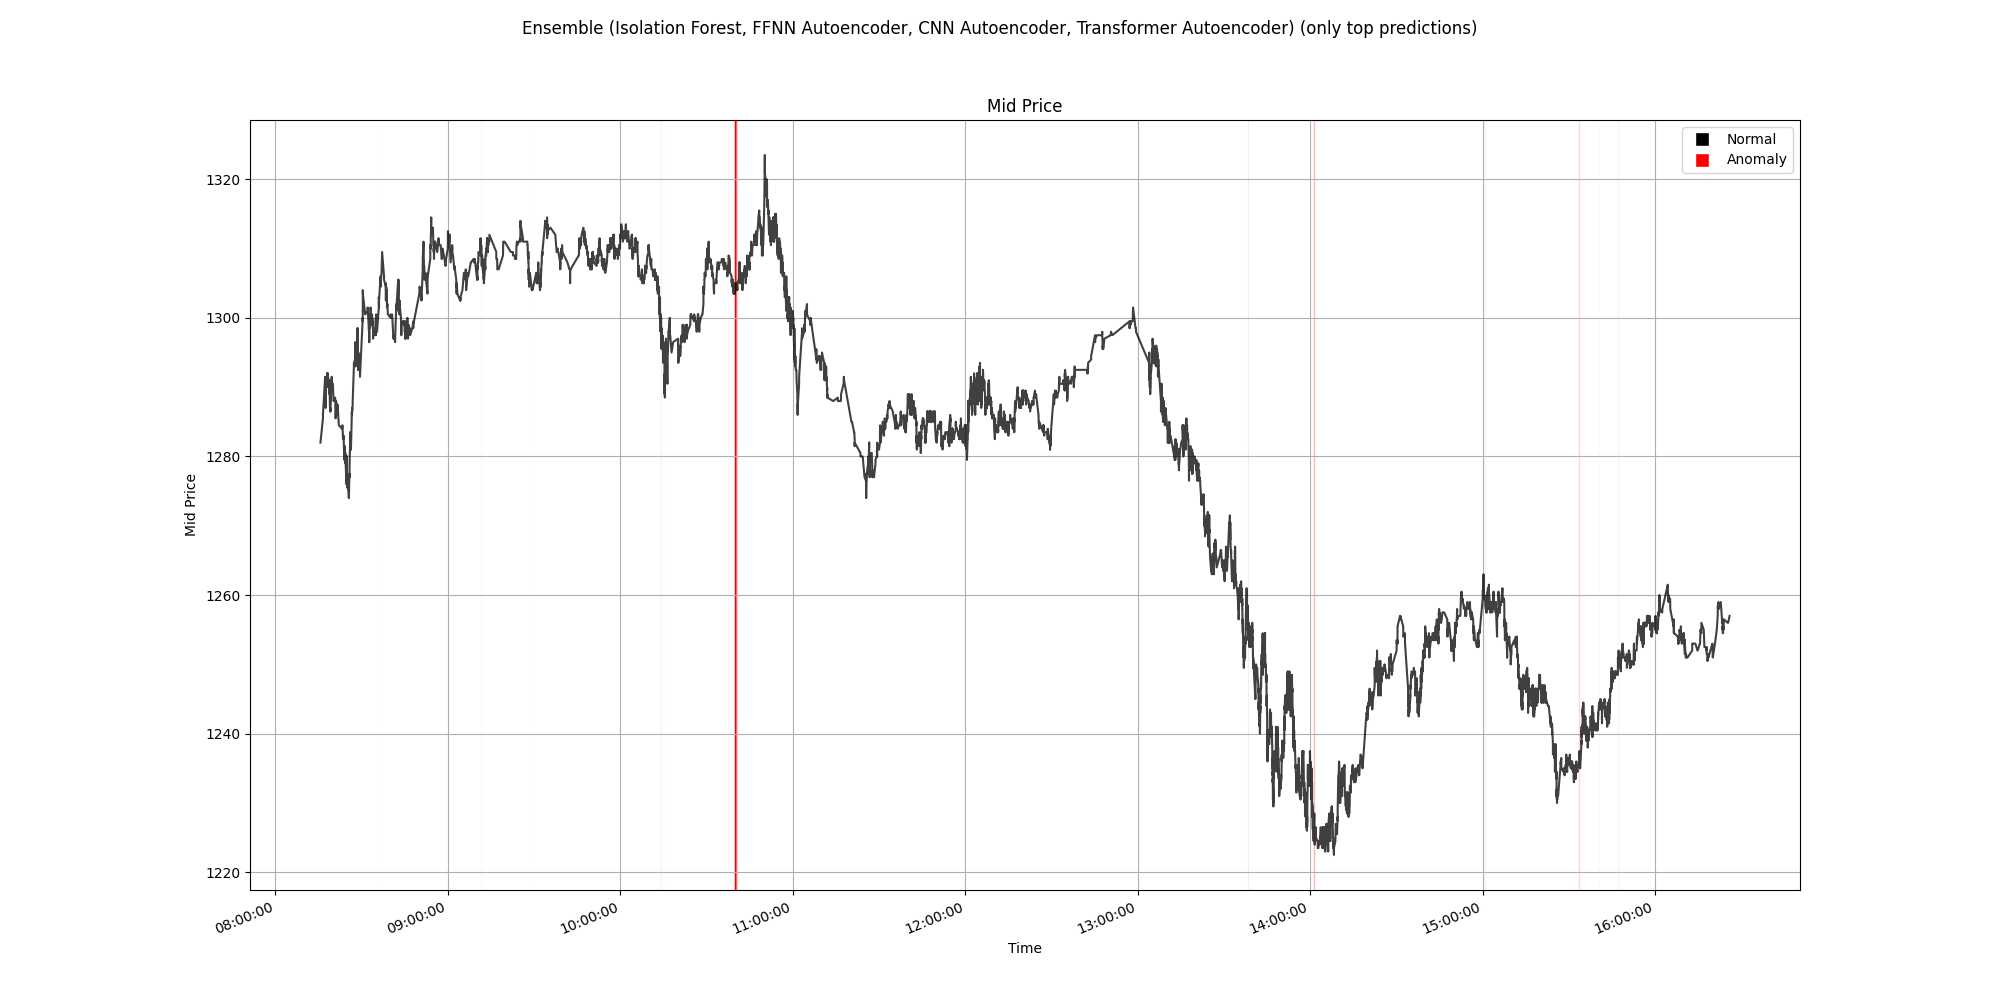 Ensemble (Isolation Forest, FFNN Autoencoder, CNN Autoencoder, Transformer Autoencoder) (only top predictions)
Mid Price
Normal
Anomaly
1320
1300
1280
1260
1240
1220
Mid Price
08:00:00
09:00:00
10:00:00
11:00:00
12:00:00
13:00:00
14:00:00
15:00:00
16:00:00
Time